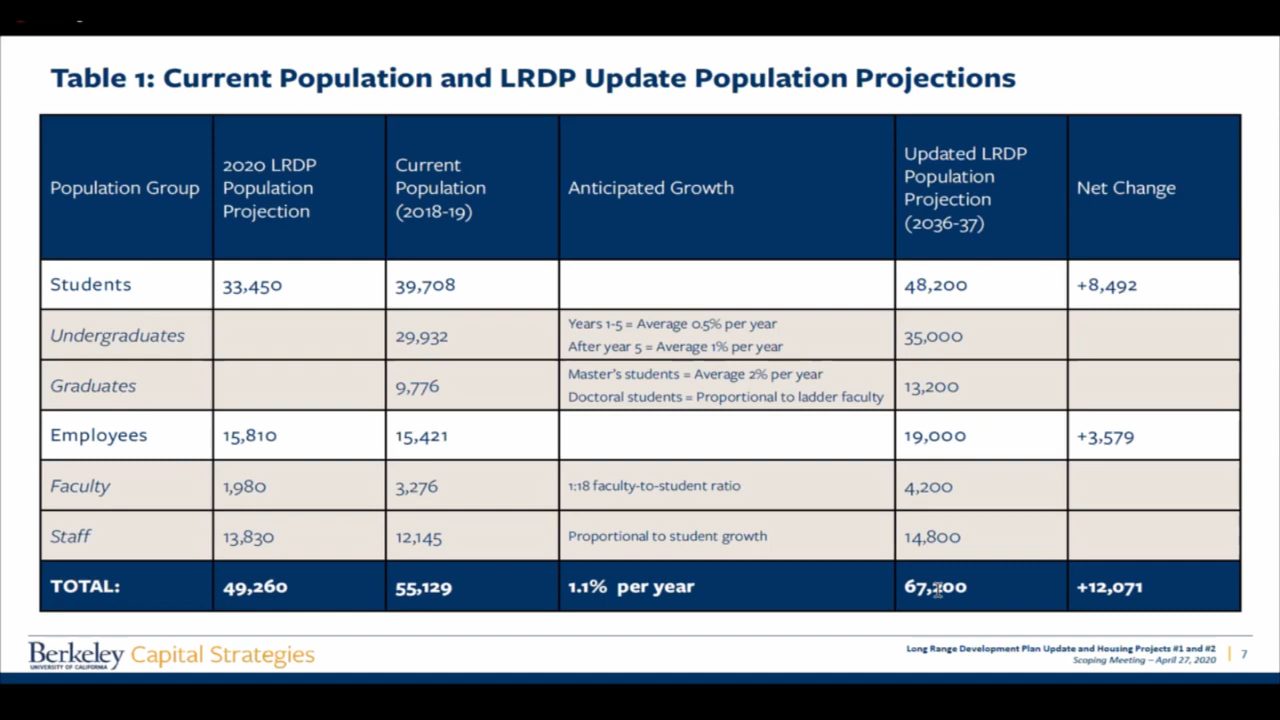 Table 1: Current Population and LRDP Update Population Projections
Population Group
2020 LRDP
Population
Projection
Current
Population
(2018-19)
Anticipated Growth
Updated LRDP
Population
Projection
(2036-37)
Net Change
Students 33,450 39,708 48,200 +8,492
Undergraduates 29,932 Years 1-5 = Average 0.5% per year
After year 5 = Average 1% per year 35,000
Graduates 9,776 Master's students = Average 2% per year
Doctoral students = Proportional to ladder faculty 13,200
Employees 15,810 15,421 19,000 +3,579
Faculty 1,980 3,276 1:18 faculty-to-student ratio 4,200
Staff 13,830 12,145 Proportional to student growth 14,800
TOTAL: 49,260 55,129 1.1% per year 67,200 +12,071
Berkeley Capital Strategies
UNIVERSITY OF CALIFORNIA
Long Range Development Plan Update and Housing Projects #1 and #2
Scoping Meeting – April 27, 2020
7